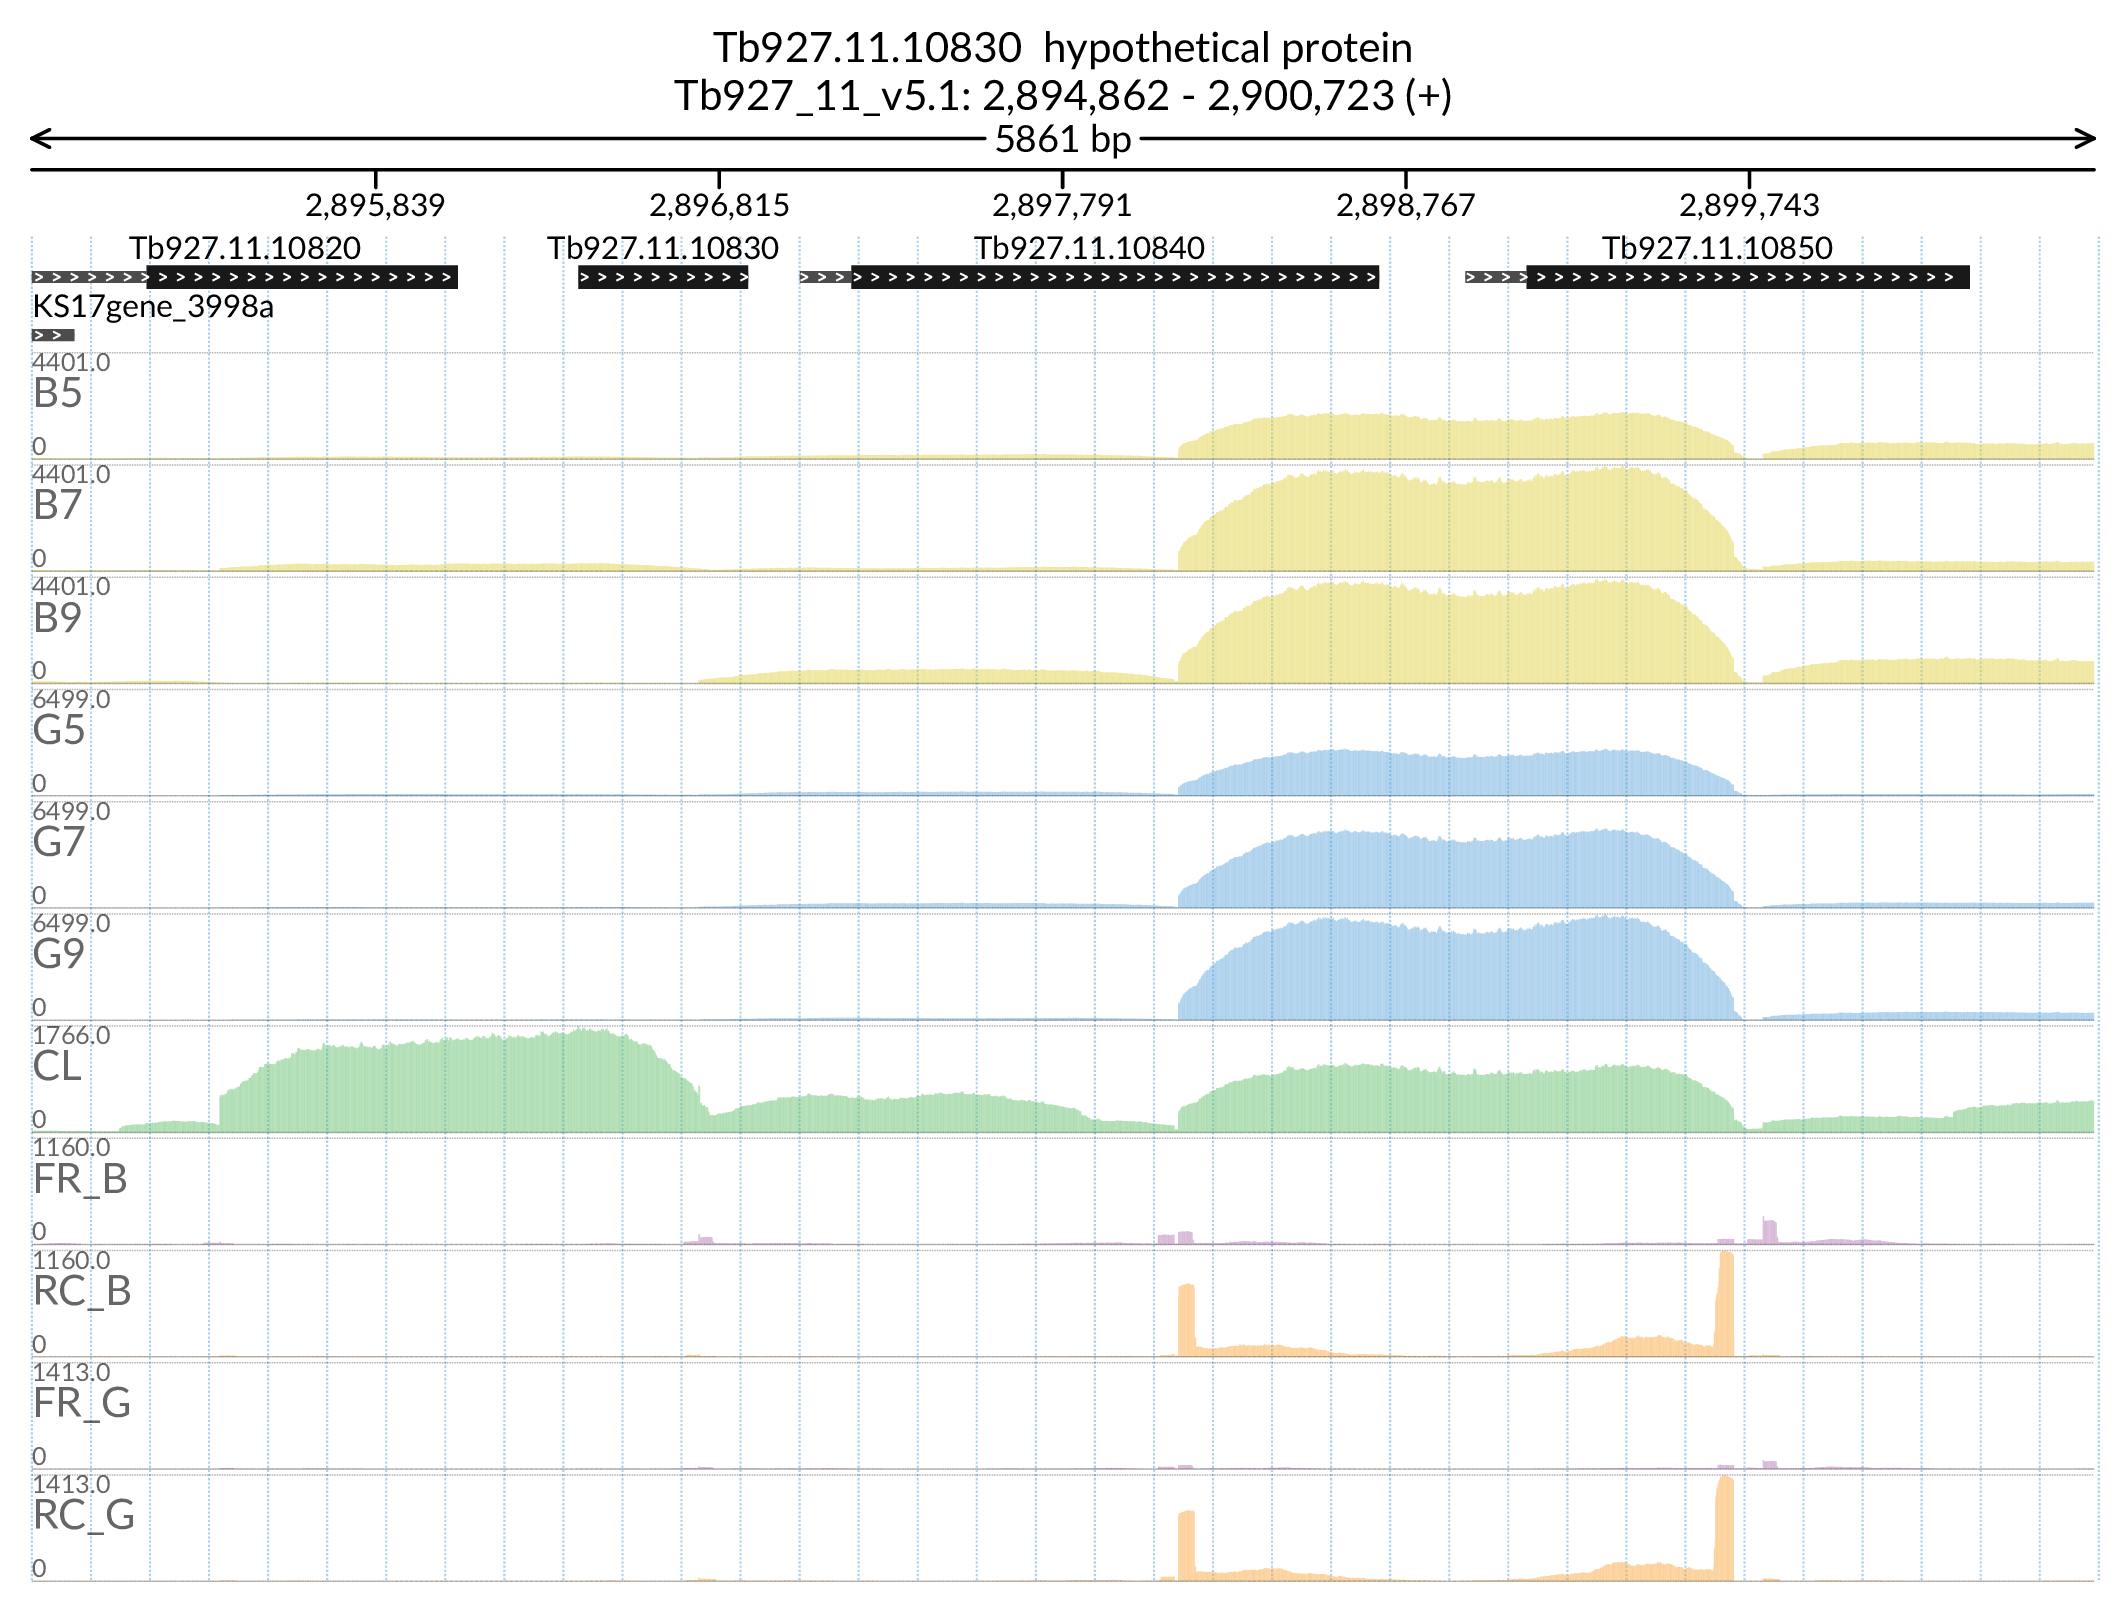 Tb927.11.10830 hypothetical protein
Tb927_11_v5.1: 2,894,862 - 2,900,723 (+)
5861 bp
2,895,839 2,896,815 2,897,791 2,898,767 2,899,743
Tb927.11.10820 Tb927.11.10830 Tb927.11.10840 Tb927.11.10850
KS17gene_3998a
4401.0
B5
0
4401.0
B7
0
4401.0
B9
0
6499.0
G5
0
6499.0
G7
0
6499.0
G9
0
1766.0
CL
0
1160.0
FR_B
0
1160.0
RC_B
0
1413.0
FR_G
0
1413.0
RC_G
0